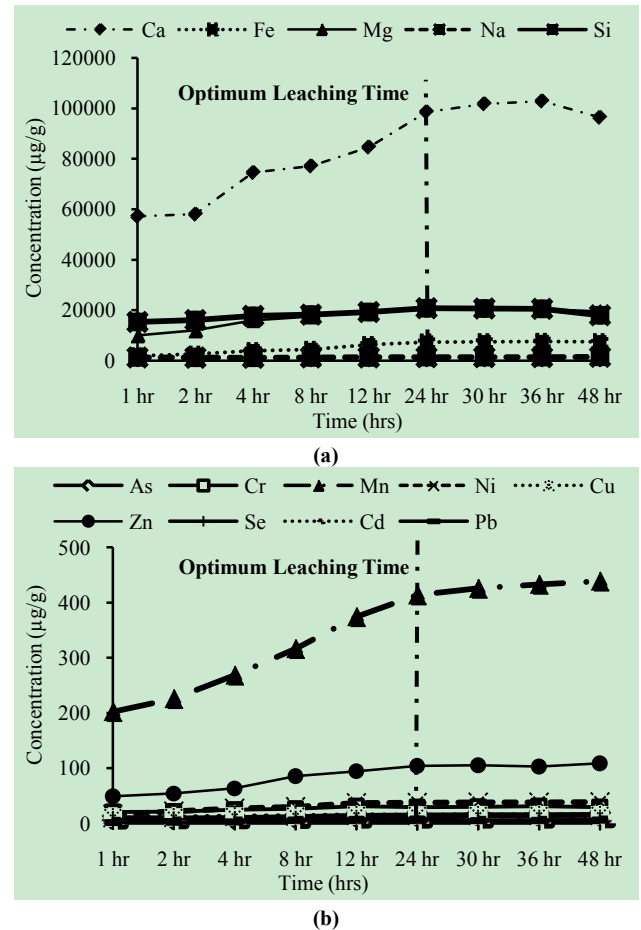 Ca Fe Mg Na Si
120000
Optimum Leaching Time
100000
80000
60000
40000
20000
0
Concentration (µg/g)
1 hr 2 hr 4 hr 8 hr 12 hr 24 hr 30 hr 36 hr 48 hr
Time (hrs)
(a)
As Cr Mn Ni Cu
Zn Se Cd Pb
500
Optimum Leaching Time
400
300
200
100
0
Concentration (µg/g)
1 hr 2 hr 4 hr 8 hr 12 hr 24 hr 30 hr 36 hr 48 hr
Time (hrs)
(b)